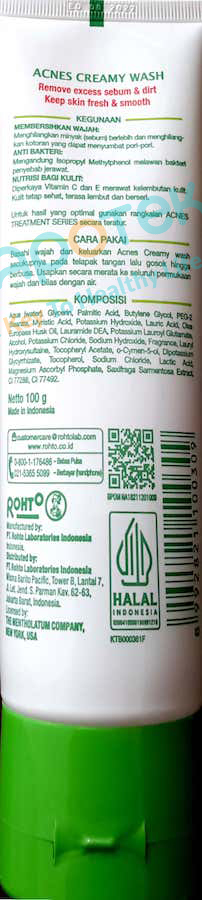 ACNES CREAMY WASH
Remove excess sebum & dirt
Keep skin fresh & smooth
KEGUNAAN
MEMBERSIHKAN WAJAH:
Menghilangkan minyak (sebum) berlebih dan menghilang-
kan kotoran yang dapat menyumbat pori-pori.
ANTI BAKTERI:
Mengandung Isopropyl Methylphenol melawan bakteri
penyebab jerawat.
NUTRISI BAGI KULIT:
Diperkaya Vitamin C dan E merawat kelembutan kulit.
Kulit tetap sehat, terasa lembut dan berseri.
Untuk hasil yang optimal gunakan rangkaian ACNES
TREATMENT SERIES secara teratur.
CARA PAKAI
Basahi wajah dan keluarkan Acnes Creamy wash
secukupnya pada telapak tangan lalu gosok hingga
berbusa. Usapkan secara merata ke seluruh permukaan
wajah dan bilas dengan air.
KOMPOSISI
Aqua (water), Glycerin, Palmitic Acid, Butylene Glycol, PEG-2
Stearate, Myristic Acid, Potassium Hydroxide, Lauric Acid, Olea
Europaea Husk Oil, Lauramide DEA, Potassium Lauroyl Glutamate,
Alcohol, Potassium Chloride, Sodium Hydroxide, Fragrance, Lauryl
Hydroxysultaine, Tocopheryl Acetate, o-Cymen-5-ol, Dipotassium
Glycyrrhizate, Tocopherol, Sodium Chloride, Lactic Acid,
Magnesium Ascorbyl Phosphate, Saxifraga Sarmentosa Extract,
CI 77288, CI 77492.
Netto 100 g
Made in Indonesia
customercare@rohtolab.com
www.rohto.co.id
0-800-1-176486 - Bebas Pulsa
021-5365 5099 - Berbayar (handphone)
BPOM NA18211201009
ROHTO
Manufactured by:
PT. Rohto Laboratories Indonesia
Indonesia.
Distributed by:
PT. Rohto Laboratories Indonesia
Wisma Barito Pacific, Tower B, Lantai 7,
Jl. Let. Jend. S. Parman Kav. 62-63,
Jakarta Barat, Indonesia.
Licensed by:
THE MENTHOLATUM COMPANY,
NEW YORK, USA
HALAL
INDONESIA
KTB000361F
8992821100309